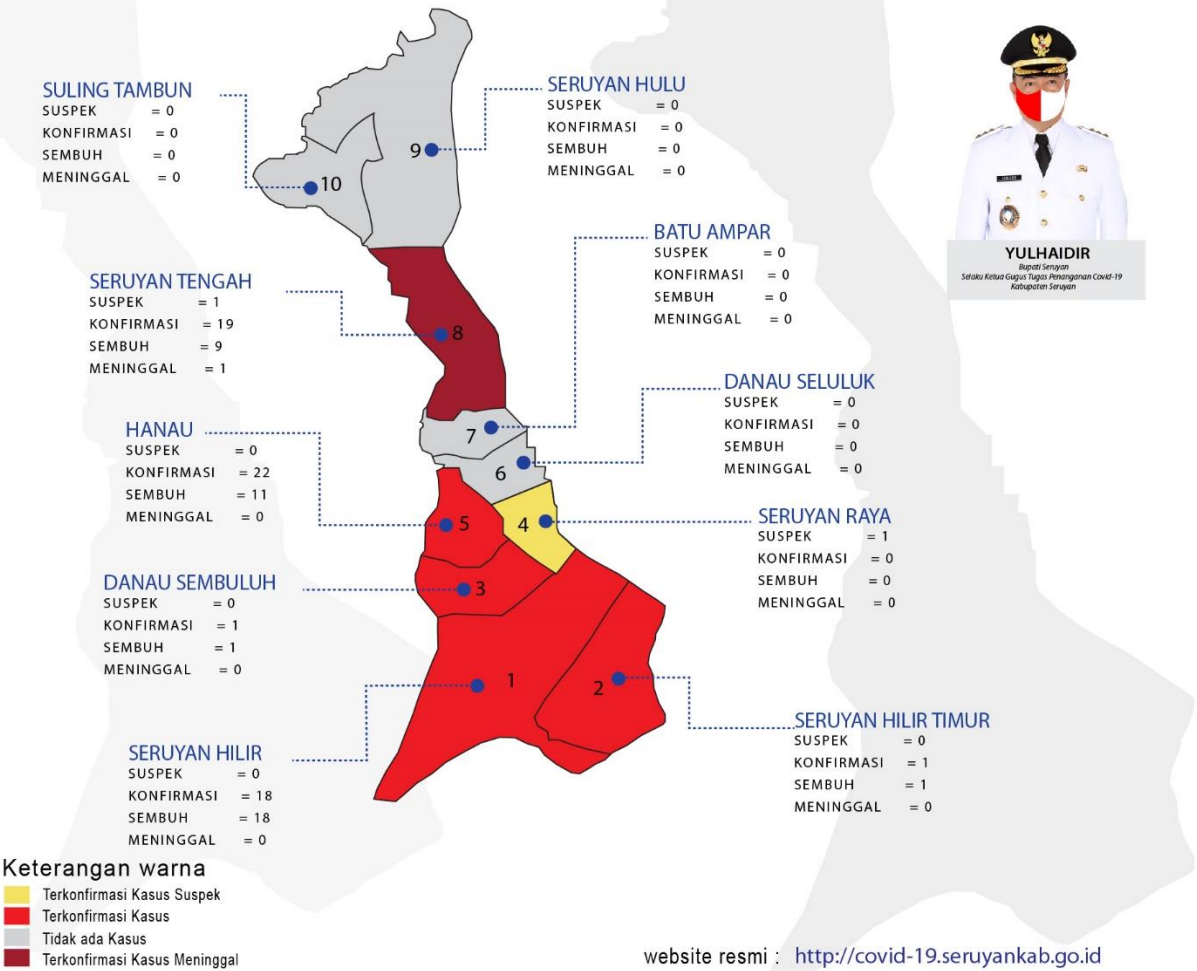 SULING TAMBUN
SUSPEK = 0
KONFIRMASI = 0
SEMBUH = 0
MENINGGAL = 0
SERUYAN HULU
SUSPEK = 0
KONFIRMASI = 0
SEMBUH = 0
MENINGGAL = 0
9
10
YULHAIDIR
Bupati Seruyan
Selaku Ketua Gugus Tugas Penanganan Covid-19
Kabupaten Seruyan
BATU AMPAR
SUSPEK = 0
KONFIRMASI = 0
SEMBUH = 0
MENINGGAL = 0
SERUYAN TENGAH
SUSPEK = 1
KONFIRMASI = 19
SEMBUH = 9
MENINGGAL = 1
8
DANAU SELULUK
SUSPEK = 0
KONFIRMASI = 0
SEMBUH = 0
MENINGGAL = 0
HANAU
SUSPEK = 0
KONFIRMASI = 22
SEMBUH = 11
MENINGGAL = 0
7
6
5
4
SERUYAN RAYA
SUSPEK = 1
KONFIRMASI = 0
SEMBUH = 0
MENINGGAL = 0
DANAU SEMBULUH
SUSPEK = 0
KONFIRMASI = 1
SEMBUH = 1
MENINGGAL = 0
3
1
2
SERUYAN HILIR TIMUR
SUSPEK = 0
KONFIRMASI = 1
SEMBUH = 1
MENINGGAL = 0
SERUYAN HILIR
SUSPEK = 0
KONFIRMASI = 18
SEMBUH = 18
MENINGGAL = 0
Keterangan warna
Terkonfirmasi Kasus Suspek
Terkonfirmasi Kasus
Tidak ada Kasus
Terkonfirmasi Kasus Meninggal
website resmi : http://covid-19.seruyankab.go.id